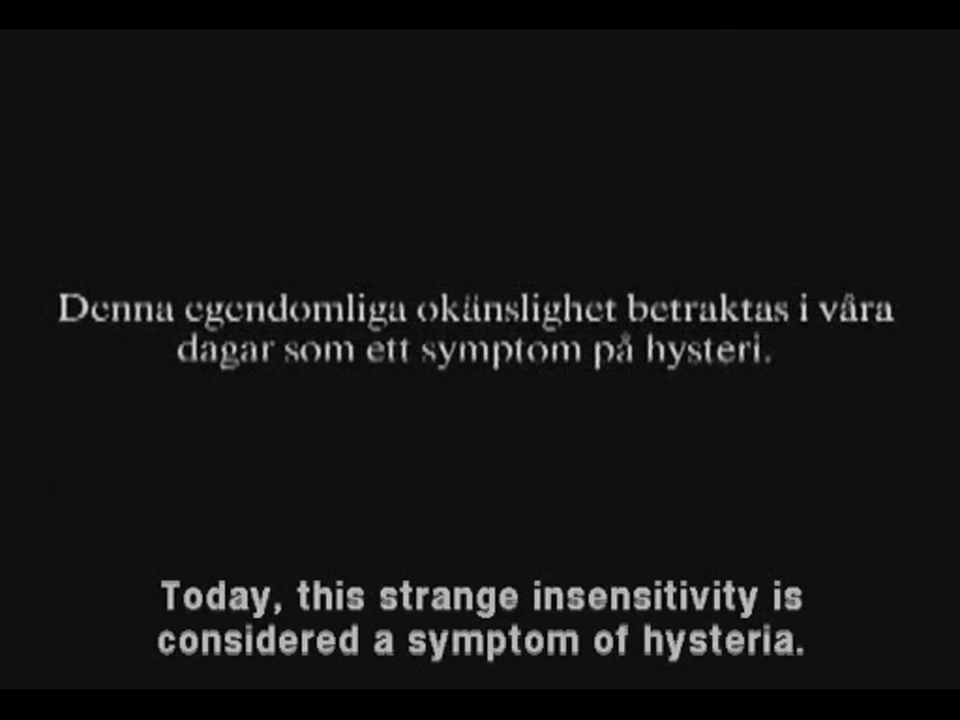 Denna egendomliga okänslighet betraktas i våra
dagar som ett symptom på hysteri.
Today, this strange insensitivity is
considered a symptom of hysteria.